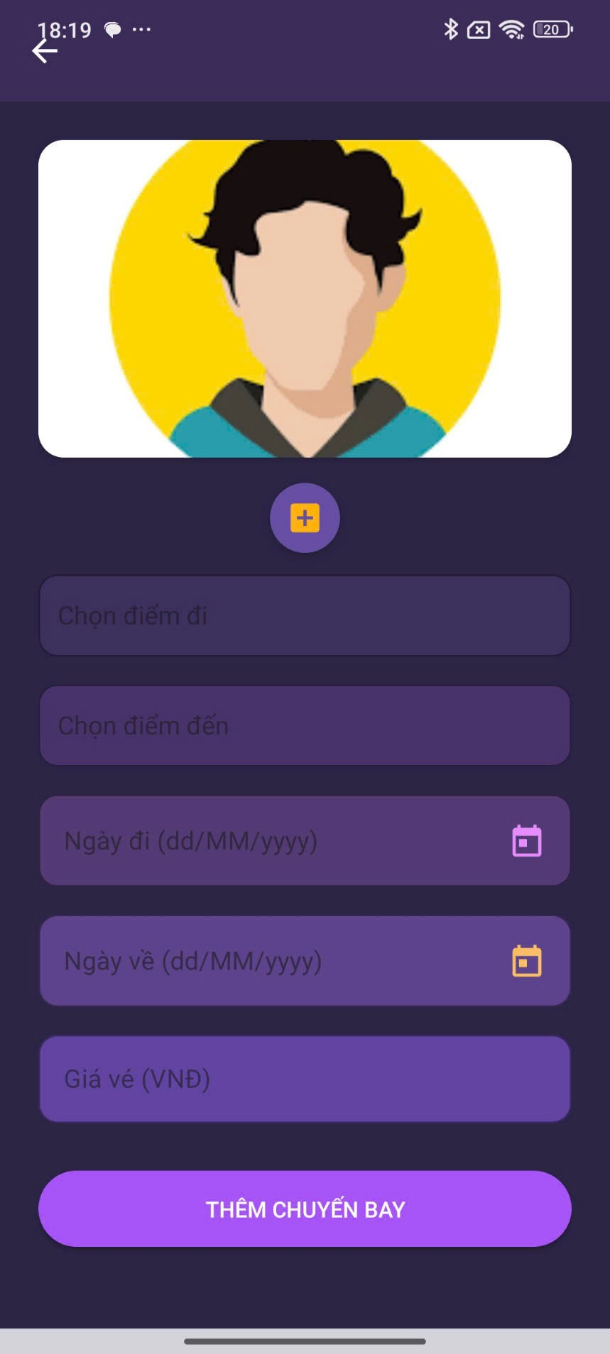 18:19
20
Chọn điểm đi
Chọn điểm đến
Ngày đi (dd/MM/yyyy)
Ngày về (dd/MM/yyyy)
Giá vé (VNĐ)
THÊM CHUYẾN BAY